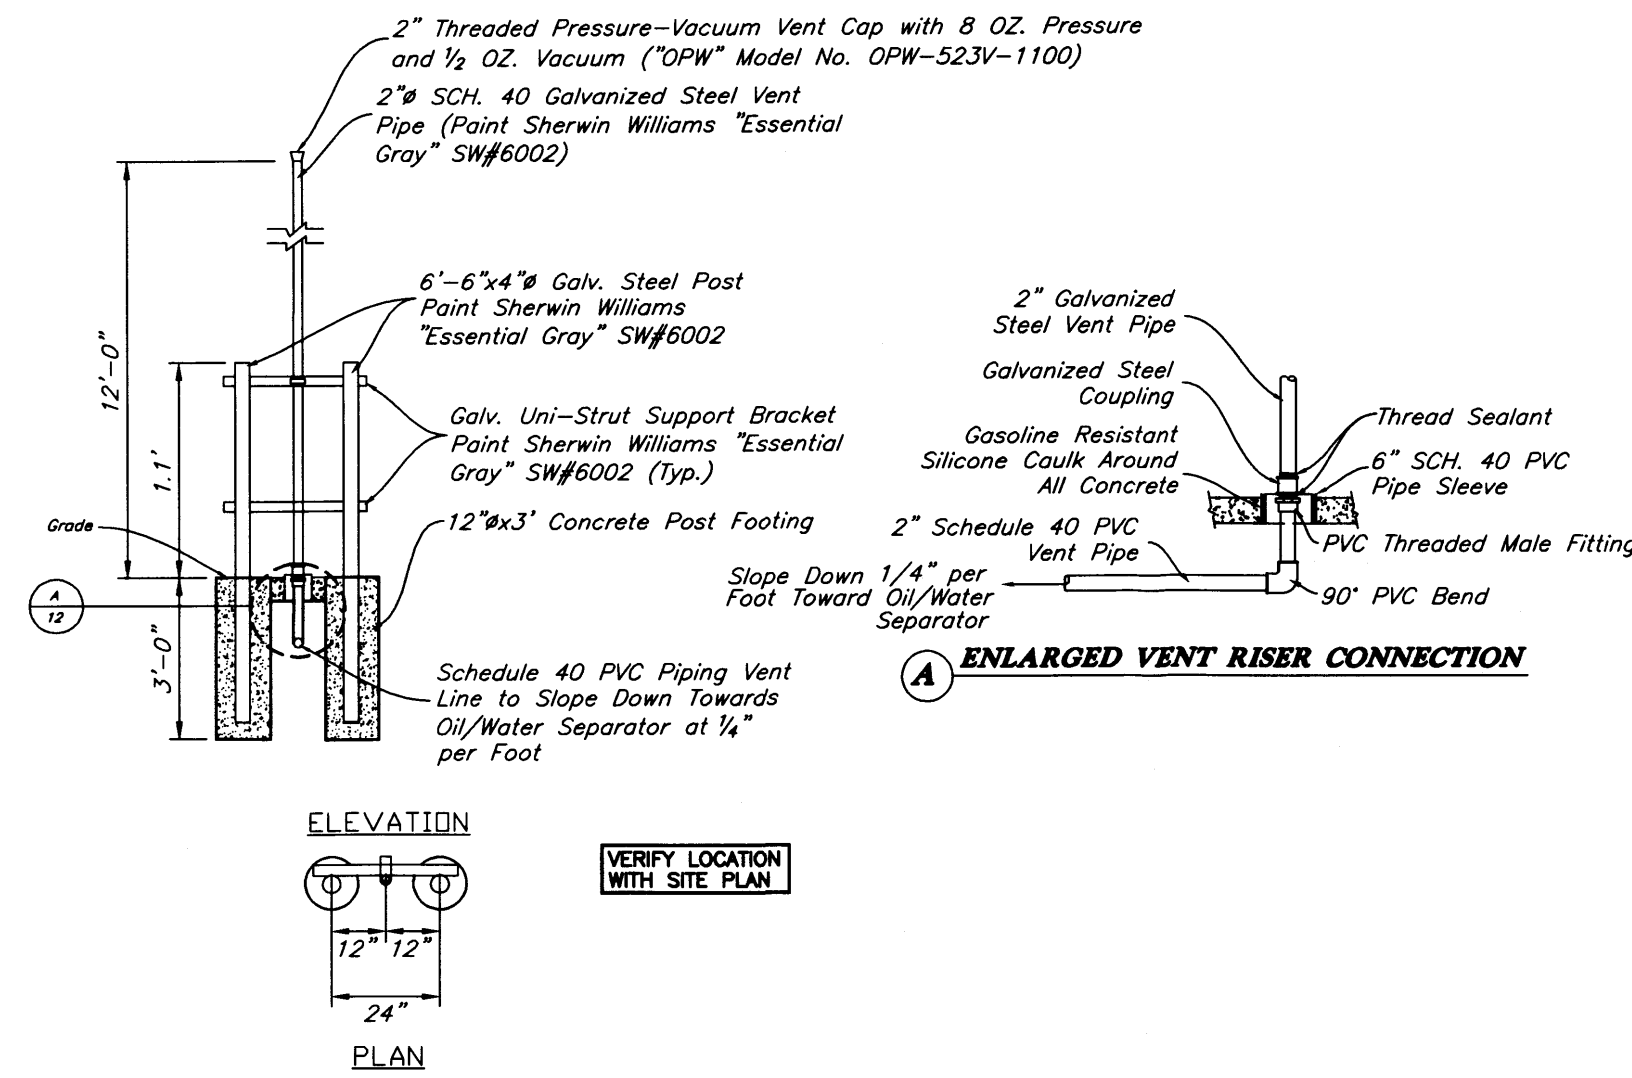 2" Threaded Pressure-Vacuum Vent Cap with 8 OZ. Pressure
and ½ OZ. Vacuum ("OPW" Model No. OPW-523V-1100)
2"ø SCH. 40 Galvanized Steel Vent
Pipe (Paint Sherwin Williams "Essential
Gray" SW#6002)
6'-6"x4"ø Galv. Steel Post
Paint Sherwin Williams
"Essential Gray" SW#6002
Galv. Uni-Strut Support Bracket
Paint Sherwin Williams "Essential
Gray" SW#6002 (Typ.)
12"øx3' Concrete Post Footing
Schedule 40 PVC Piping Vent
Line to Slope Down Towards
Oil/Water Separator at ¼"
per Foot
12'-0"
1.1'
3'-0"
Grade
A
12
ELEVATION
12" 12"
24"
PLAN
VERIFY LOCATION
WITH SITE PLAN
2" Galvanized
Steel Vent Pipe
Galvanized Steel
Coupling
Gasoline Resistant
Silicone Caulk Around
All Concrete
2" Schedule 40 PVC
Vent Pipe
Slope Down 1/4" per
Foot Toward Oil/Water
Separator
Thread Sealant
6" SCH. 40 PVC
Pipe Sleeve
PVC Threaded Male Fitting
90° PVC Bend
A ENLARGED VENT RISER CONNECTION